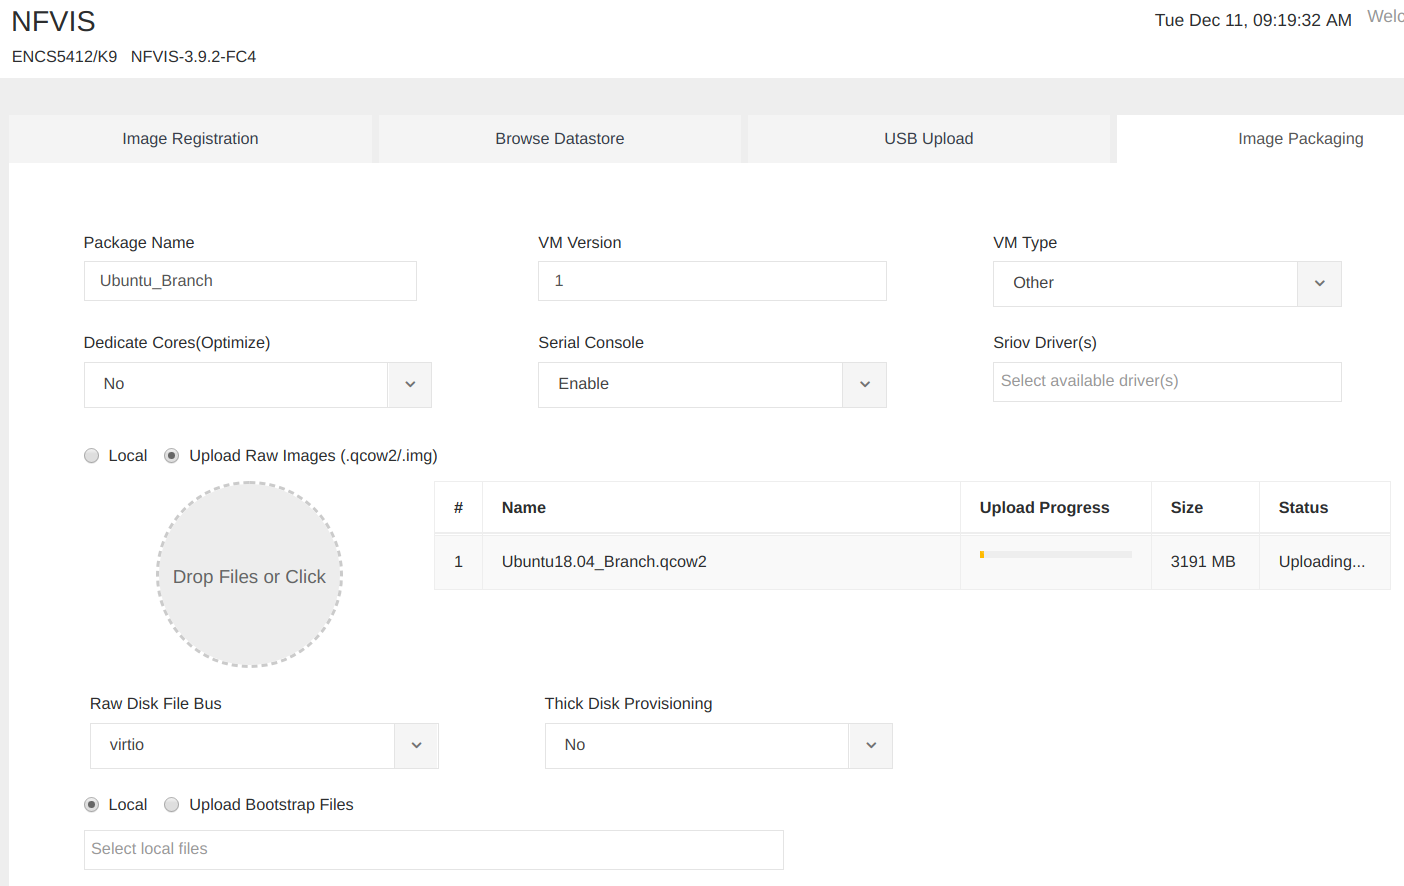 NFVIS
Tue Dec 11, 09:19:32 AM Welc
ENCS5412/K9 NFVIS-3.9.2-FC4
Image Registration Browse Datastore USB Upload Image Packaging
Package Name VM Version VM Type
Ubuntu_Branch 1 Other
Dedicate Cores(Optimize) Serial Console Sriov Driver(s)
No Enable Select available driver(s)
Local Upload Raw Images (.qcow2/.img)
# Name Upload Progress Size Status
1 Ubuntu18.04_Branch.qcow2 3191 MB Uploading...
Drop Files or Click
Raw Disk File Bus Thick Disk Provisioning
virtio No
Local Upload Bootstrap Files
Select local files